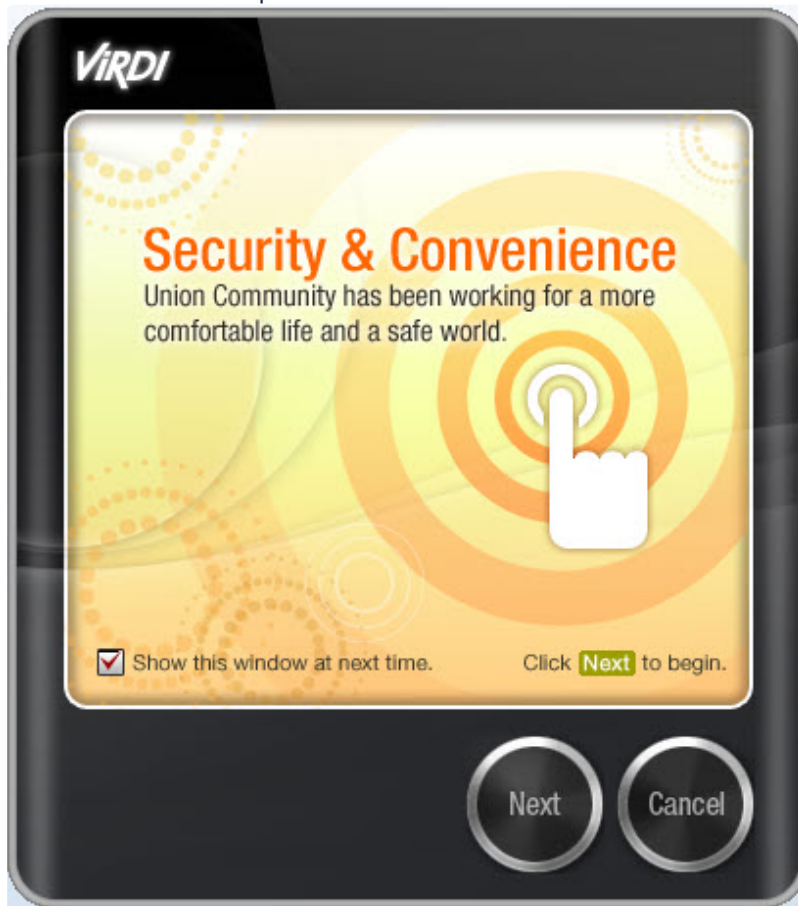 ViRDI
Security & Convenience
Union Community has been working for a more
comfortable life and a safe world.
Show this window at next time.
Click Next to begin.
Next
Cancel